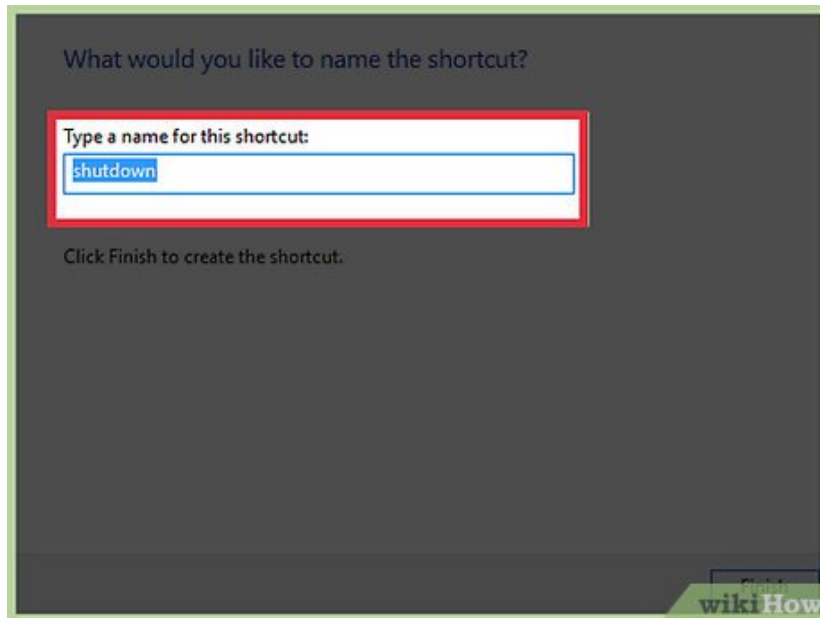 What would you like to name the shortcut?
Type a name for this shortcut:
shutdown
Click Finish to create the shortcut.
Finish
wikiHow